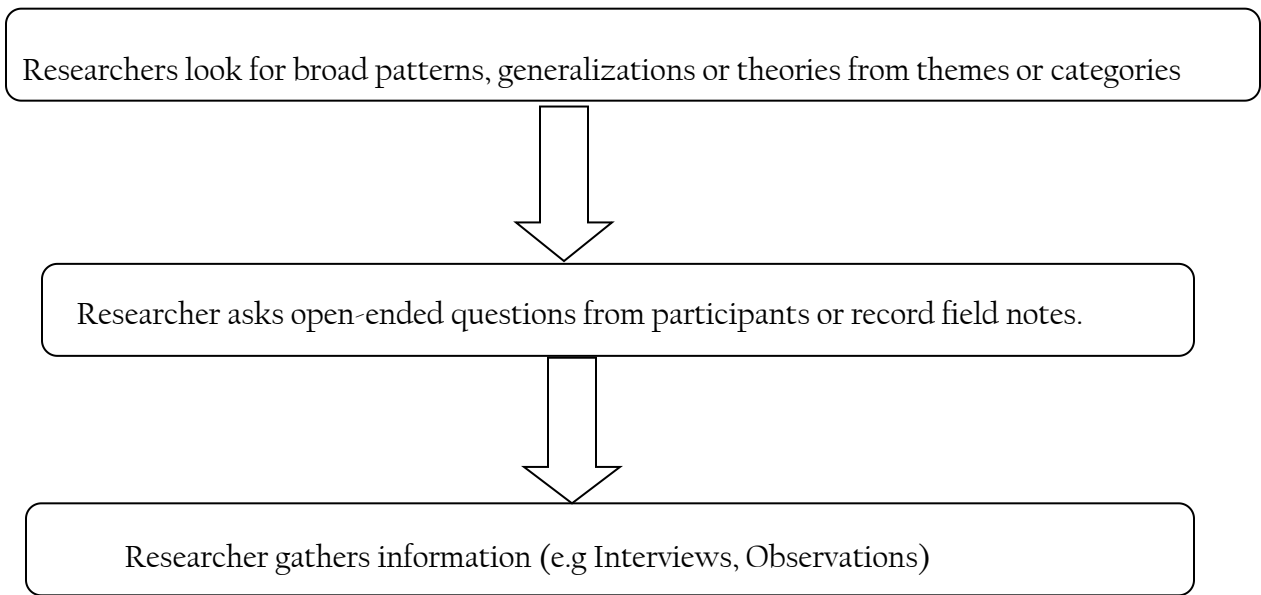 Researchers look for broad patterns, generalizations or theories from themes or categories
Researcher asks open-ended questions from participants or record field notes.
Researcher gathers information (e.g Interviews, Observations)